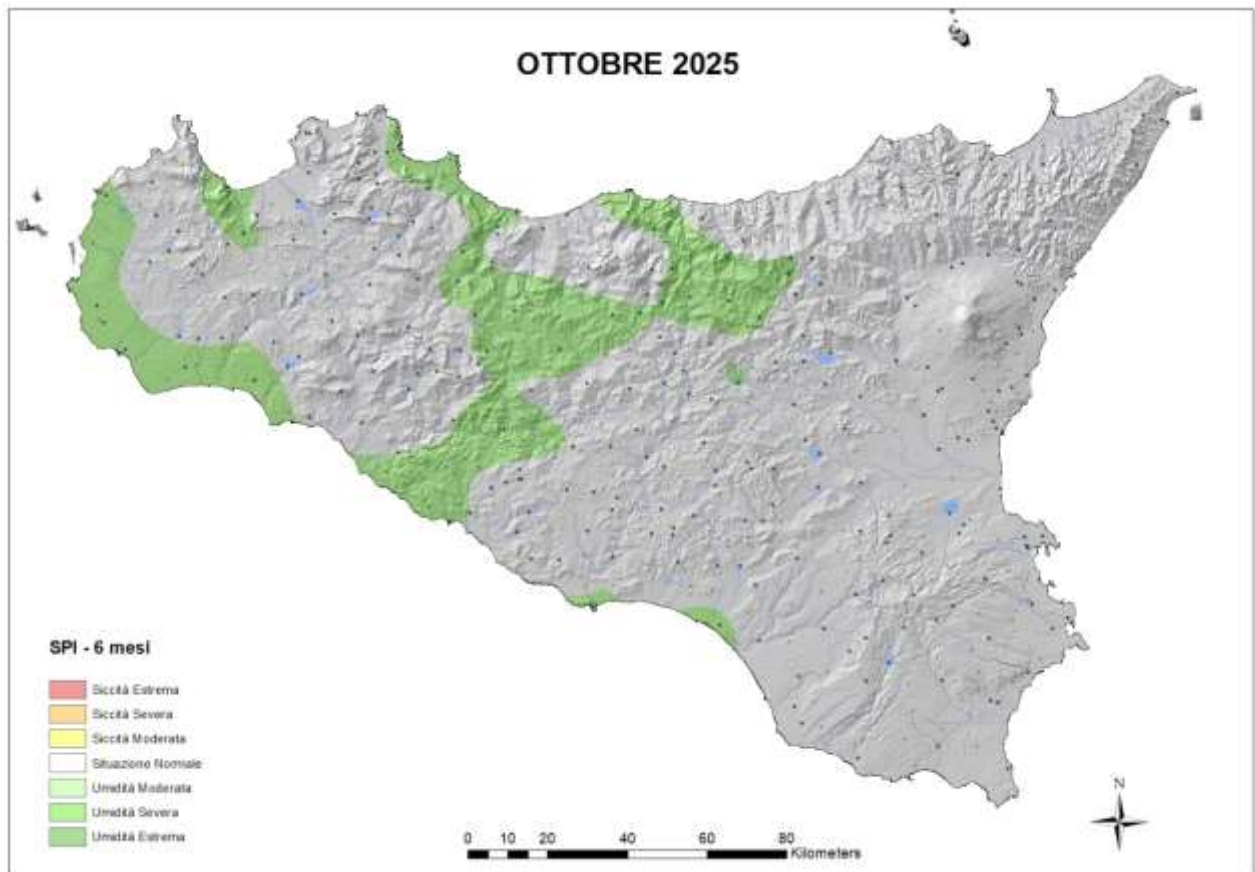 OTTOBRE 2025
SPI - 6 mesi
Siccità Estrema
Siccità Severa
Siccità Moderata
Situazione Normale
Umidità Moderata
Umidità Severa
Umidità Estrema
0 10 20 40 60 80
Kilometers
N